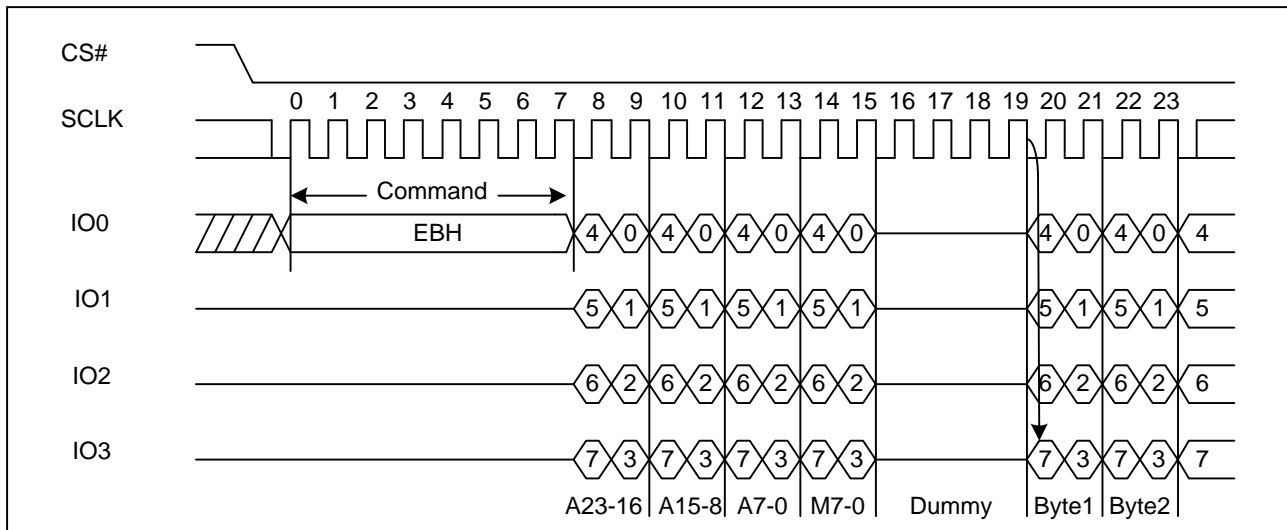 CS#
0 1 2 3 4 5 6 7 8 9 10 11 12 13 14 15 16 17 18 19 20 21 22 23
SCLK
Command
IO0 EBH 4 0 4 0 4 0 4 0 4 0 4 0 4
IO1 5 1 5 1 5 1 5 1 5 1 5 1 5
IO2 6 2 6 2 6 2 6 2 6 2 6 2 6
IO3 7 3 7 3 7 3 7 3 7 3 7 3 7
A23-16 A15-8 A7-0 M7-0 Dummy Byte1 Byte2